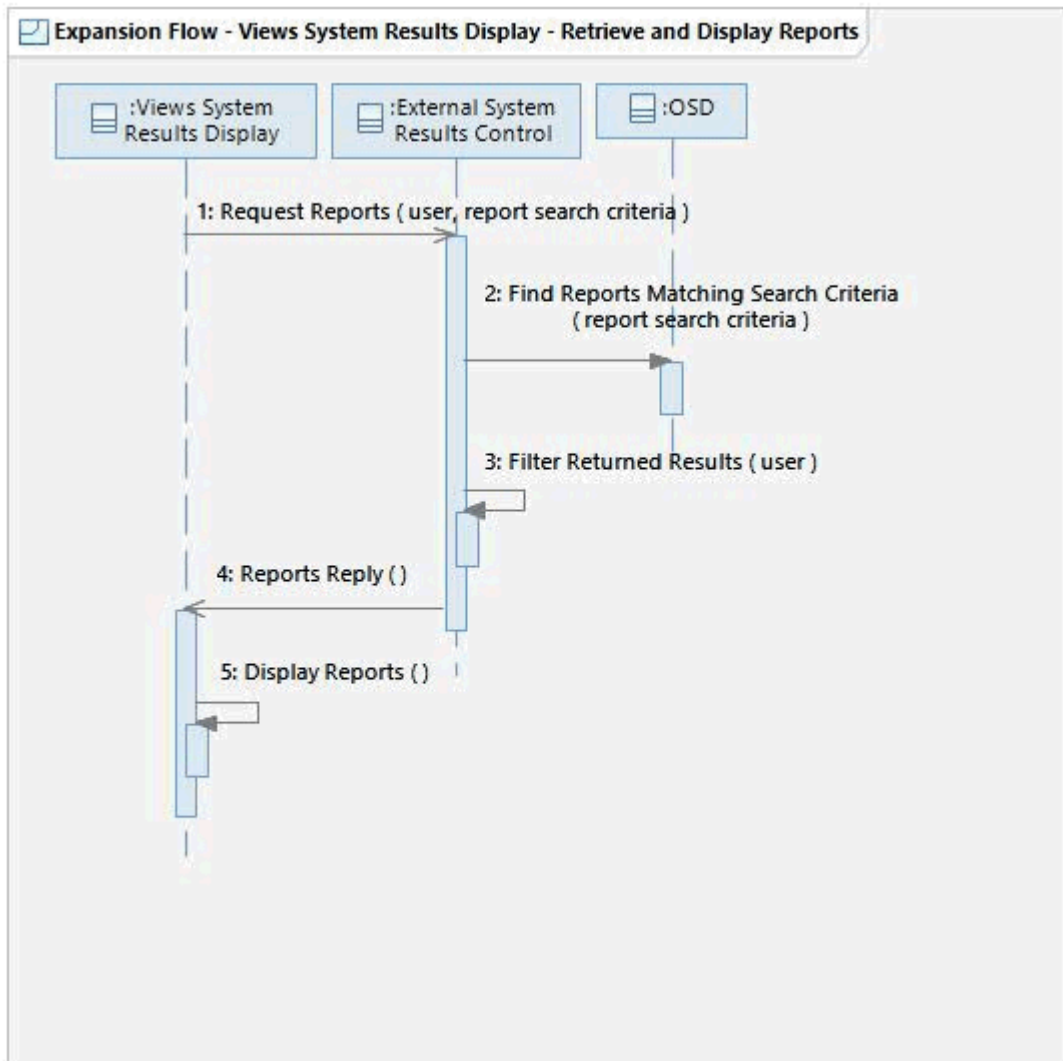 Expansion Flow - Views System Results Display - Retrieve and Display Reports
:Views System
Results Display
:External System
Results Control
:OSD
1: Request Reports ( user, report search criteria )
2: Find Reports Matching Search Criteria
( report search criteria )
3: Filter Returned Results ( user )
4: Reports Reply ( )
5: Display Reports ( )